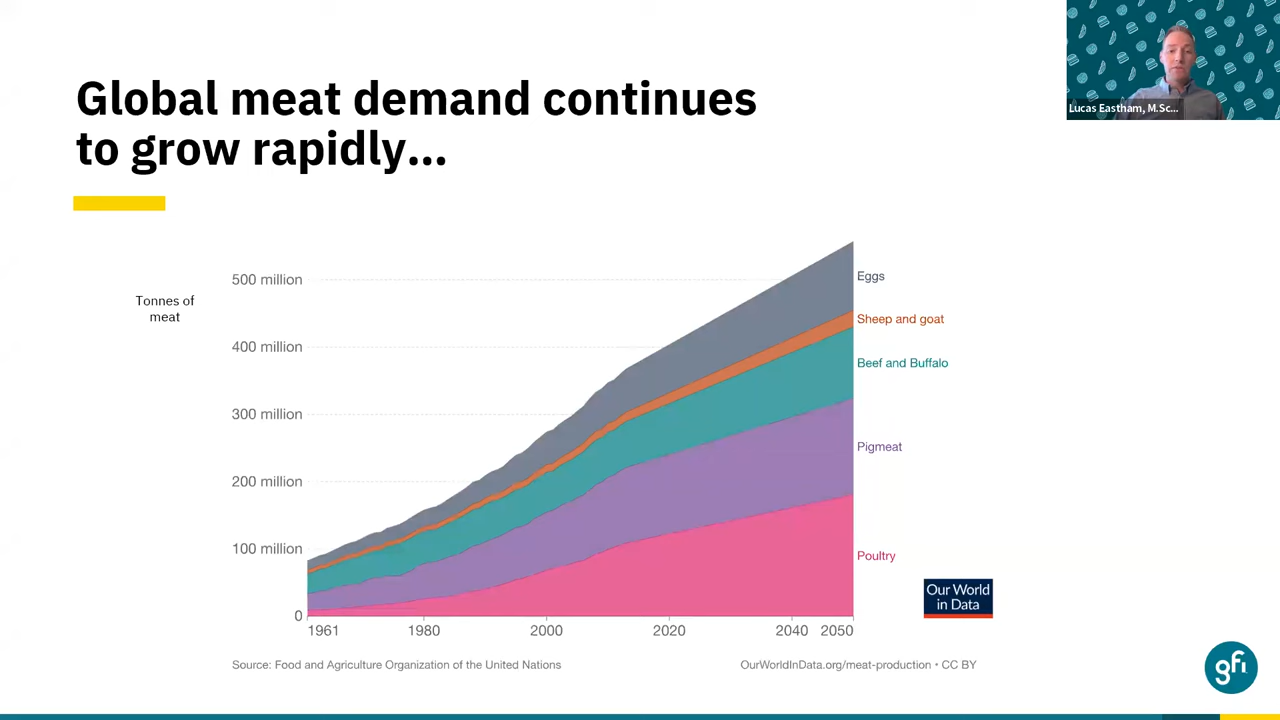 Lucas Eastham, M.Sc...
Global meat demand continues
to grow rapidly...
Tonnes of
meat
500 million
400 million
300 million
200 million
100 million
0
1961
1980
2000
2020
2040
2050
Eggs
Sheep and goat
Beef and Buffalo
Pigmeat
Poultry
Our World
in Data
Source: Food and Agriculture Organization of the United Nations
OurWorldInData.org/meat-production • CC BY
gfi